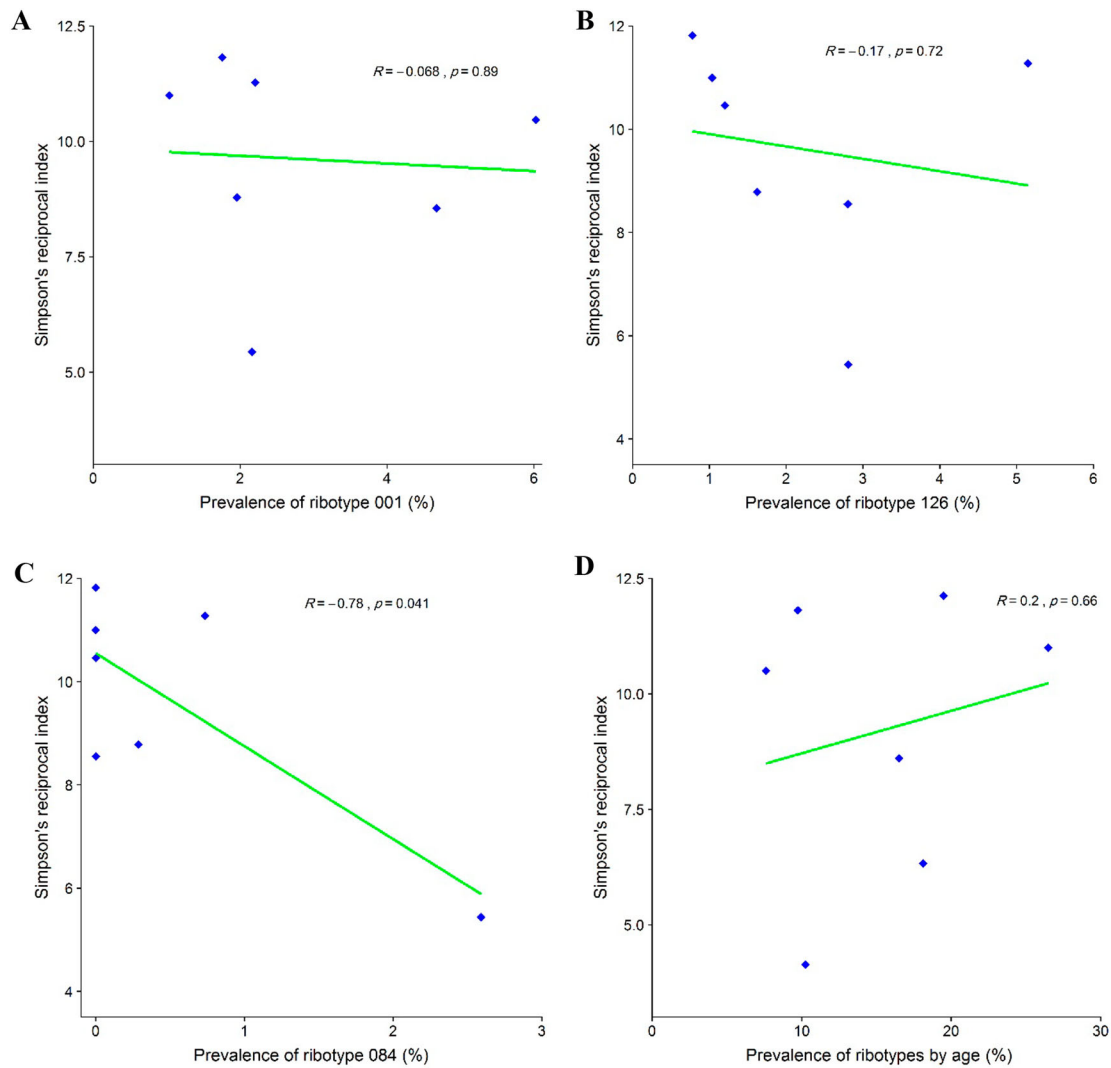 A
12.5
10.0
7.5
5.0
R = −0.068 , p = 0.89
Simpson's reciprocal index
0 2 4 6
Prevalence of ribotype 001 (%)
B
12
10
8
6
4
R = −0.17 , p = 0.72
Simpson's reciprocal index
0 1 2 3 4 5 6
Prevalence of ribotype 126 (%)
C
12
10
8
6
4
R = −0.78 , p = 0.041
Simpson's reciprocal index
0 1 2 3
Prevalence of ribotype 084 (%)
D
12.5
10.0
7.5
5.0
R = 0.2 , p = 0.66
Simpson's reciprocal index
0 10 20 30
Prevalence of ribotypes by age (%)